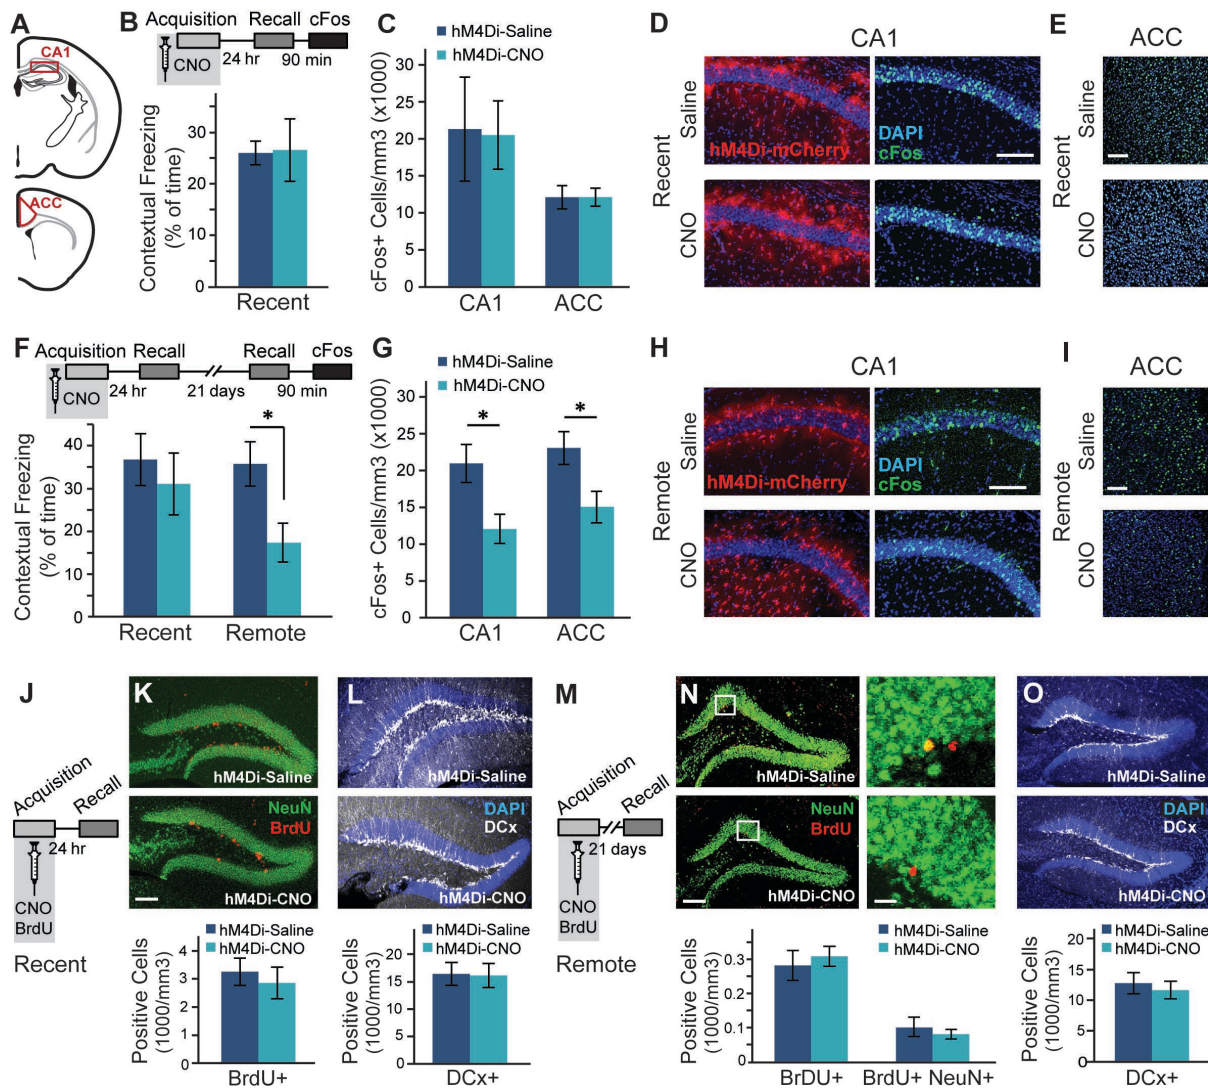 A
CA1
ACC
B
Acquisition Recall cFos
CNO 24 hr 90 min
Contextual Freezing
(% of time)
30
20
10
0
Recent
C
hM4Di-Saline
hM4Di-CNO
cFos+ Cells/mm3 (x1000)
30
25
20
15
10
5
0
CA1 ACC
D
CA1
Recent
Saline
CNO
hM4Di-mCherry
DAPI
cFos
E
ACC
Recent
Saline
CNO
F
Acquisition Recall Recall cFos
CNO 24 hr 21 days 90 min
Contextual Freezing
(% of time)
40
30
20
10
0
*
Recent Remote
G
hM4Di-Saline
hM4Di-CNO
cFos+ Cells/mm3 (x1000)
30
25
20
15
10
5
0
* *
CA1 ACC
H
CA1
Remote
Saline
CNO
hM4Di-mCherry
DAPI
cFos
I
ACC
Remote
Saline
CNO
J
Acquisition
Recall
24 hr
CNO
BrdU
Recent
K
hM4Di-Saline
NeuN
BrdU
hM4Di-CNO
hM4Di-Saline
hM4Di-CNO
Positive Cells
(1000/mm3)
4
3
2
1
0
BrdU+
L
hM4Di-Saline
DAPI
DCx
hM4Di-CNO
hM4Di-Saline
hM4Di-CNO
Positive Cells
(1000/mm3)
20
15
10
5
0
DCx+
M
Acquisition
Recall
21 days
CNO
BrdU
Remote
N
hM4Di-Saline
NeuN
BrdU
hM4Di-CNO
hM4Di-Saline
hM4Di-CNO
Positive Cells
(1000/mm3)
0.3
0.2
0.1
0
BrDU+ BrdU+ NeuN+
O
hM4Di-Saline
DAPI
DCx
hM4Di-CNO
hM4Di-Saline
hM4Di-CNO
Positive Cells
(1000/mm3)
20
15
10
5
0
DCx+